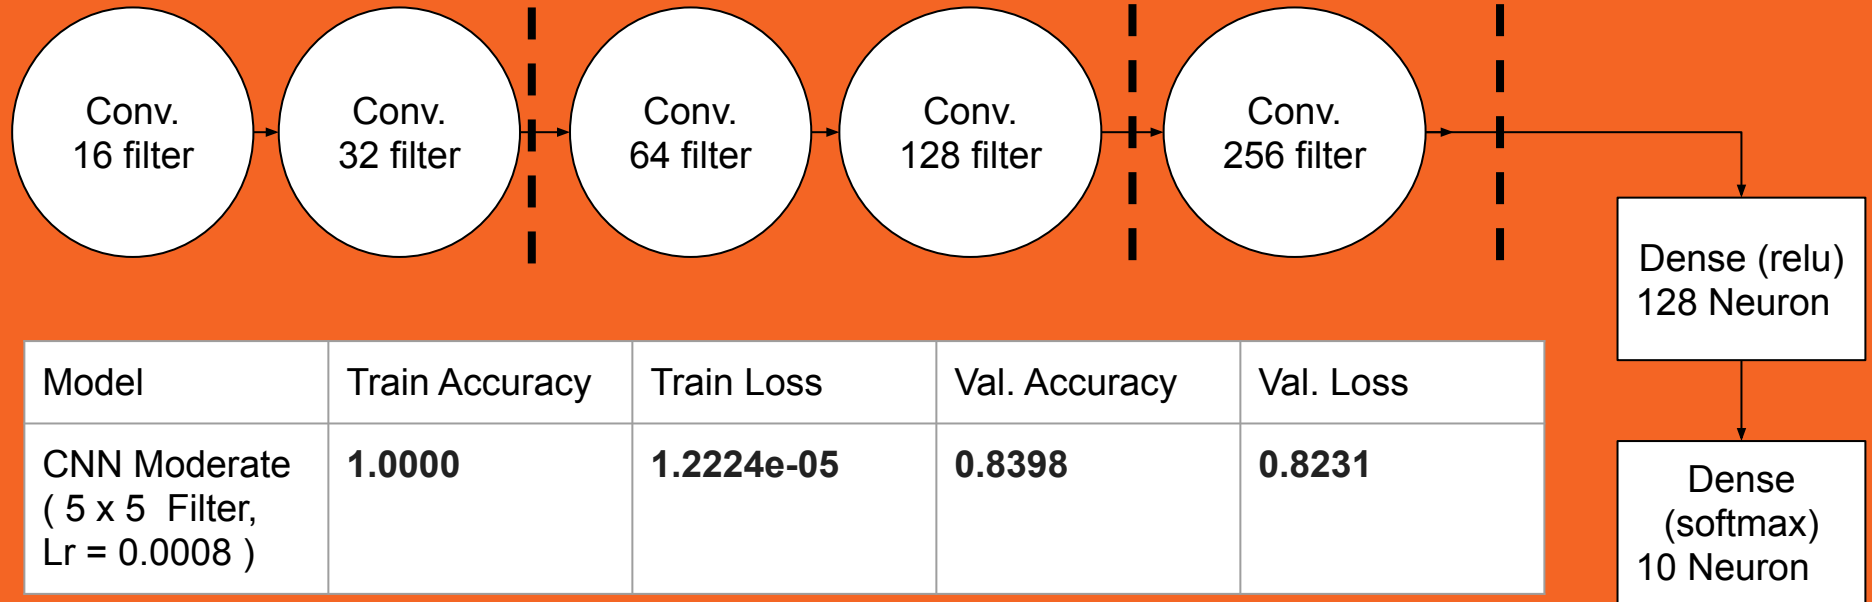 Conv.
16 filter
Conv.
32 filter
Conv.
64 filter
Conv.
128 filter
Conv.
256 filter
Dense (relu)
128 Neuron
Dense
(softmax)
10 Neuron
Model
Train Accuracy
Train Loss
Val. Accuracy
Val. Loss
CNN Moderate
( 5 x 5 Filter,
Lr = 0.0008 )
1.0000
1.2224e-05
0.8398
0.8231